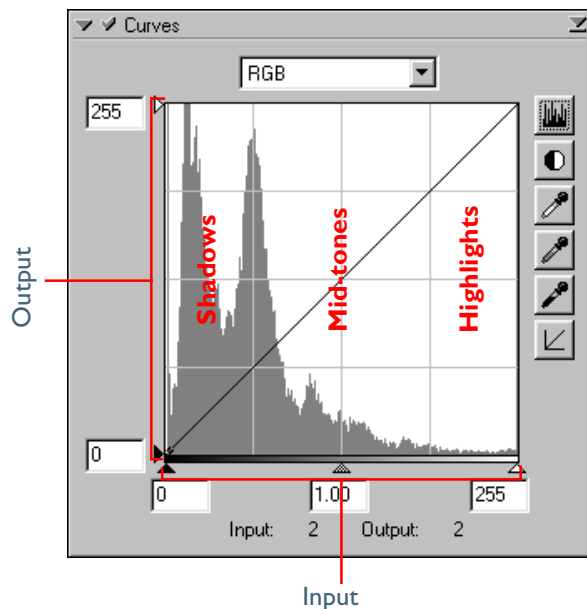 Curves
RGB
255
Output
Shadows
Mid-tones
Highlights
0
0
1.00
255
Input: 2 Output: 2
Input